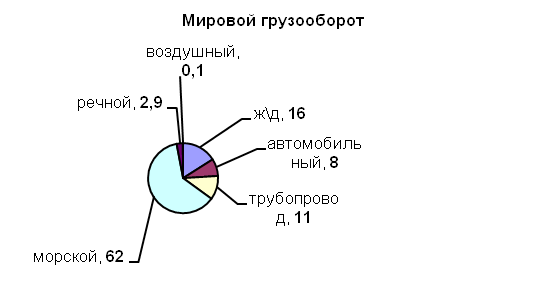 Мировой грузооборот
воздушный,
0,1
речной, 2,9
ж\д, 16
автомобиль
ный, 8
трубопрово
д, 11
морской, 62